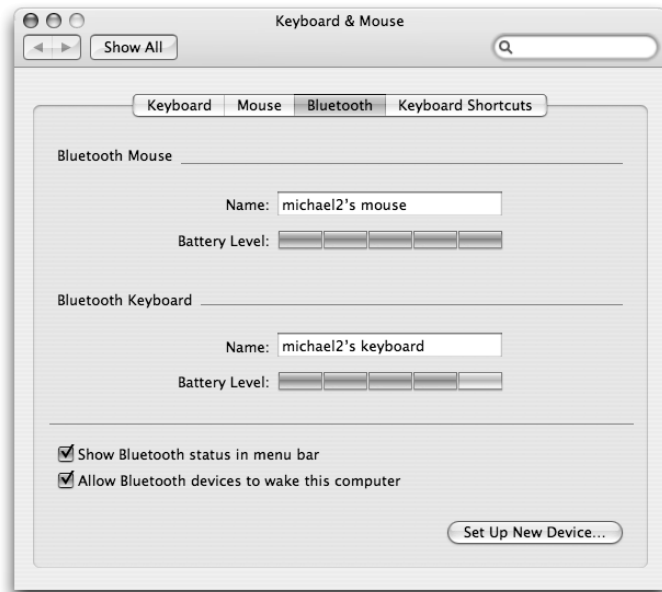 Keyboard & Mouse
Show All
Keyboard Mouse Bluetooth Keyboard Shortcuts
Bluetooth Mouse
Name: michael2's mouse
Battery Level:
Bluetooth Keyboard
Name: michael2's keyboard
Battery Level:
Show Bluetooth status in menu bar
Allow Bluetooth devices to wake this computer
Set Up New Device...